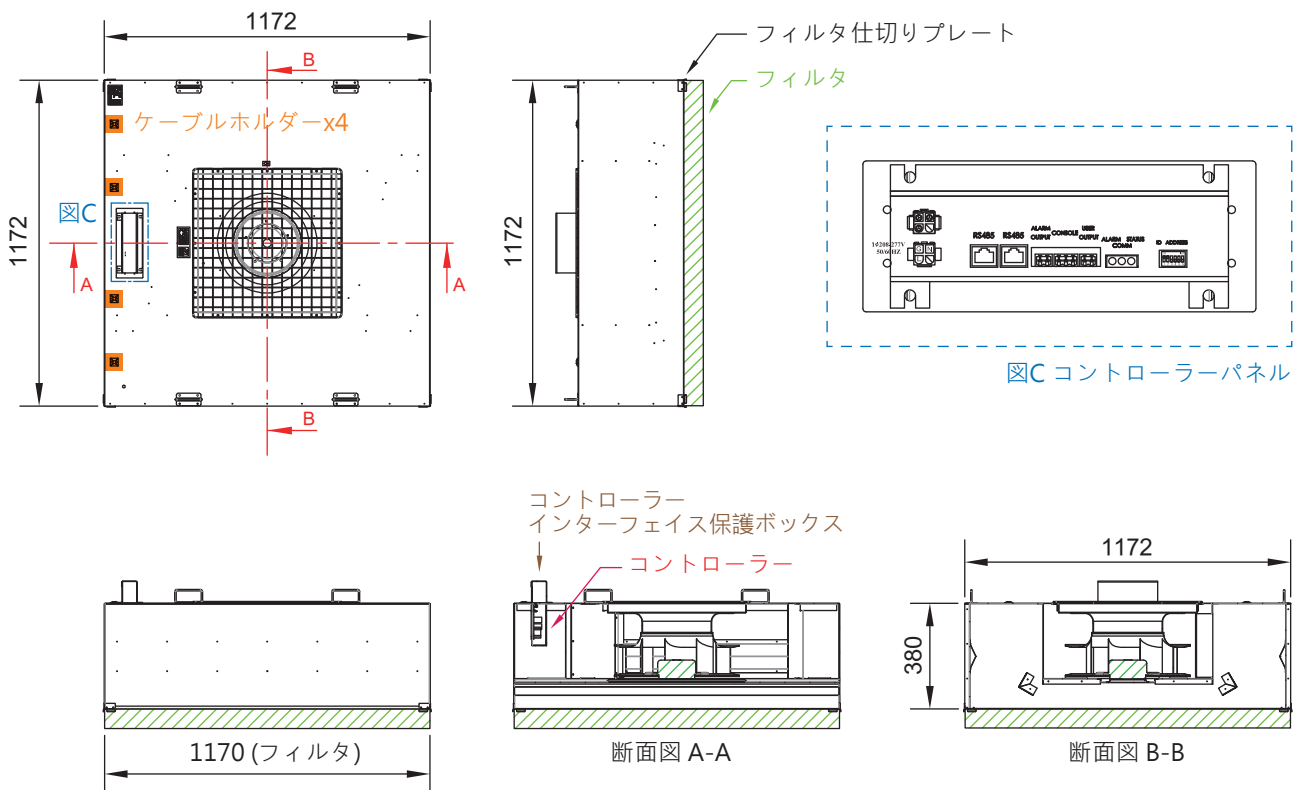 1172
B
フィルタ仕切りプレート
フィルタ
ケーブルホルダーx4
1172
図C
A
A
B
1172
1Φ208-277V
50/60HZ
RS485
RS485
ALARM
OUTPUT
CONSOLE
USER
OUTPUT
ALARM
STATUS
COMM
ID ADDRESS
図C コントローラーパネル
コントローラー
インターフェイス保護ボックス
コントローラー
1172
380
1170 (フィルタ)
断面図 A-A
断面図 B-B